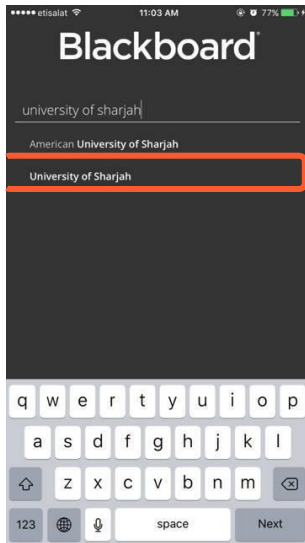 etisalat 11:03 AM 77%
Blackboard
university of sharjah
American University of Sharjah
University of Sharjah
q w e r t y u i o p
a s d f g h j k l
z x c v b n m
123 space Next